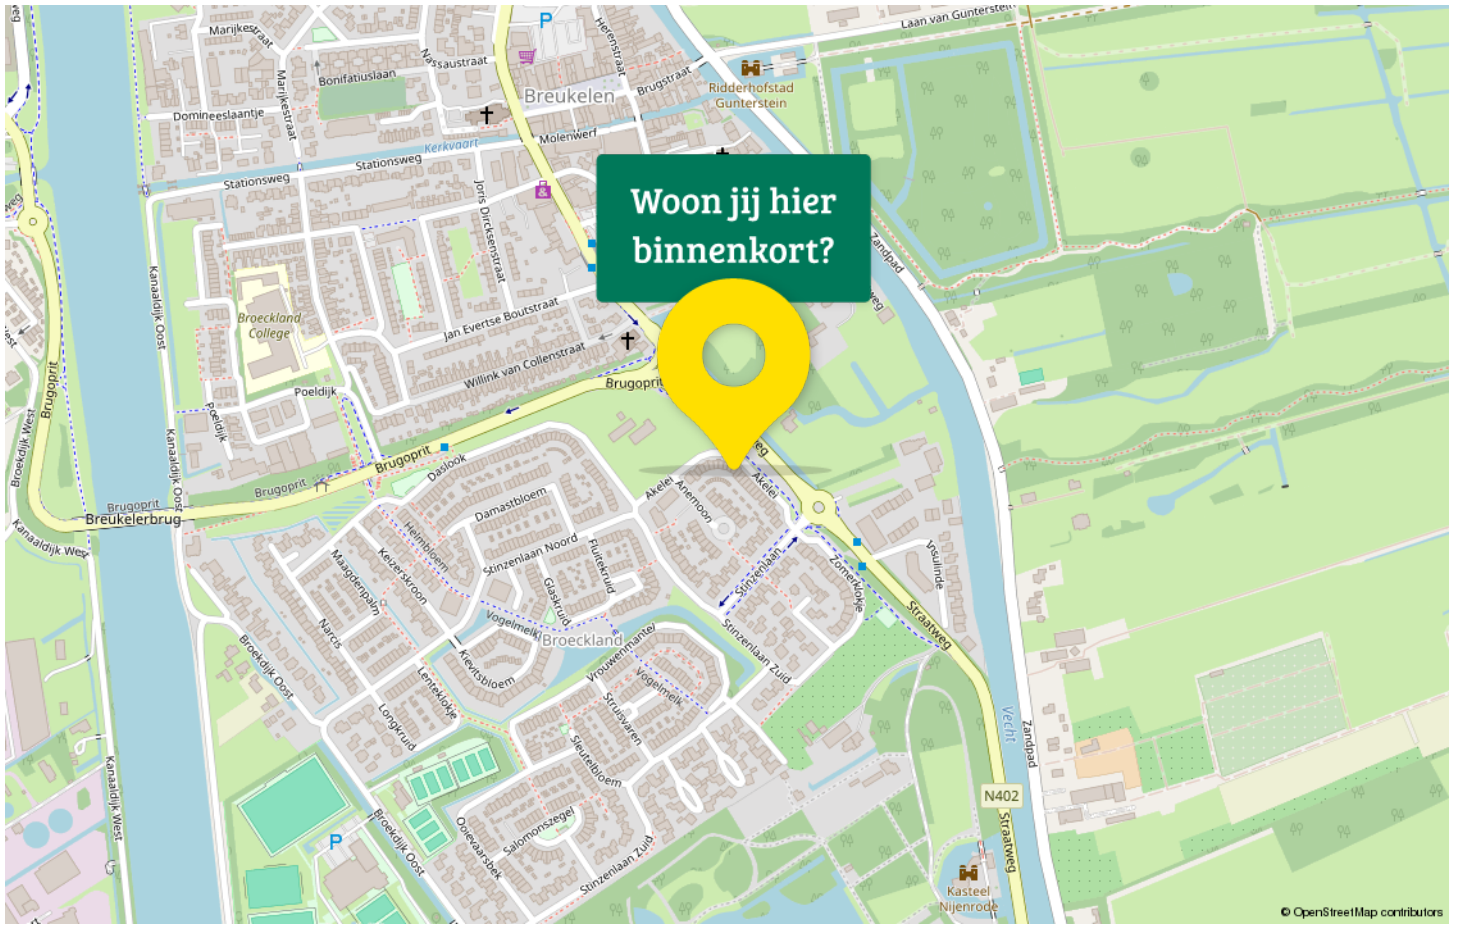 Laan van Gunterstein
Marijkestraat
Herenstraat
Nassaustraat
P
Bonifatiuslaan
Brugstraat
Ridderhofstad
Gunterstein
Breukelen
Marijkestraat
Domineeslaantje
Molenwerf
Kerkvaart
Stationsweg
Stationsweg
Woon jij hier
binnenkort?
Joris Dircksenstraat
Zandpad
Kanaaldijk Oost
Broeckland
College
Jan Evertse Boutstraat
Willink van Collenstraat
Brugoprit
Brugoprit
Poeldijk
Poeldijk
Broekdijk West
Kanaaldijk Oost
Brugoprit
Daslook
Brugoprit
Brugoprit
Breukelerbrug
Kanaaldijk West
Akelei
Anemoon
Akelei
Damastbloem
Helmbloem
Stinzenlaan Noord
Fluitekruid
Keizerskroon
Maagdenpalm
Glaskruid
Stinzenlaan
Zomerklokje
Insulinde
Straatweg
Narcis
Vogelmelk
Broeckland
Vrouwenmantel
Stinzenlaan Zuid
Broekdijk Oost
Kievitsbloem
Lenteklokje
Vogelmelk
Struisvaren
Longkruid
Sleutelbloem
Vecht
Zandpad
N402
Kanaaldijk West
Broekdijk Oost
Ooievaarsbek
Salomonszegel
Stinzenlaan Zuid
P
Straatweg
Kasteel
Nijenrode
© OpenStreetMap contributors